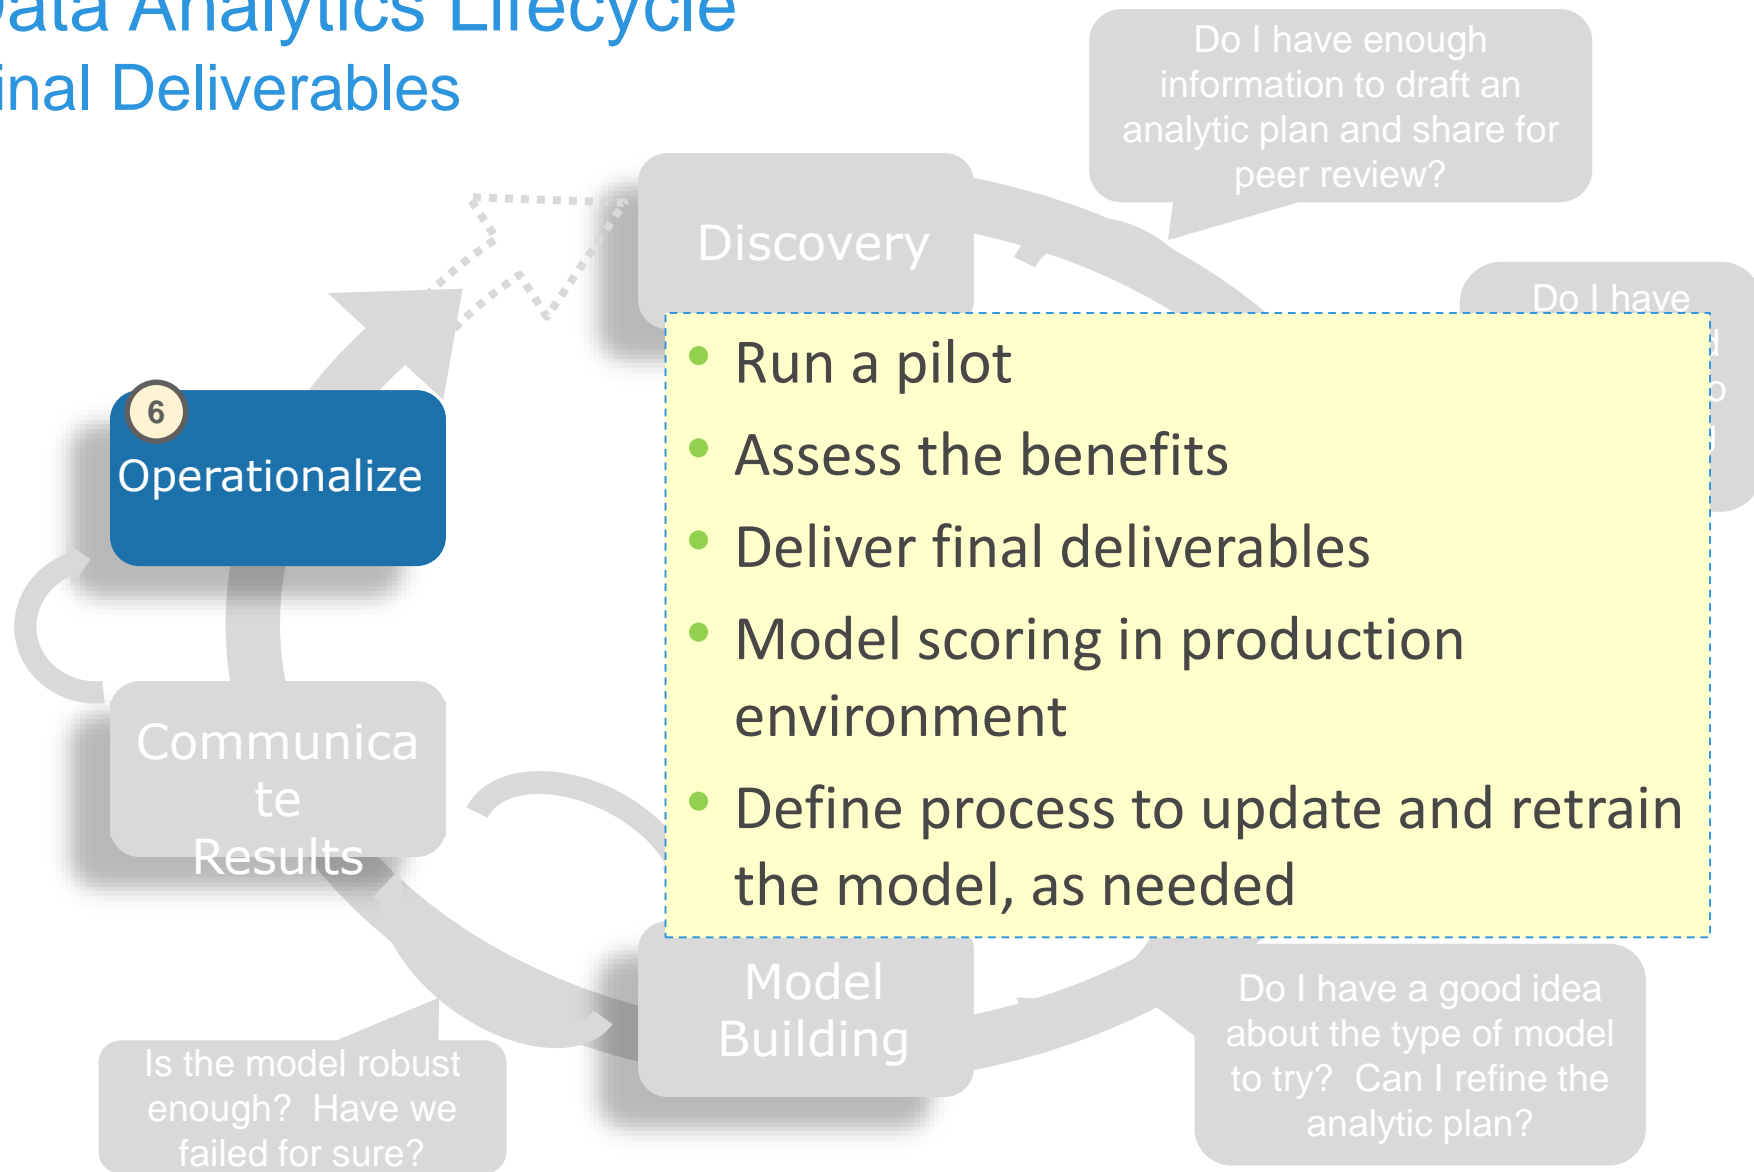 Data Analytics Lifecycle
inal Deliverables
Do I have enough
information to draft an
analytic plan and share for
peer review?
Discovery
Do I have
• Run a pilot
• Assess the benefits
• Deliver final deliverables
• Model scoring in production
environment
• Define process to update and retrain
the model, as needed
6
Operationalize
Communica
te
Results
Model
Building
Do I have a good idea
about the type of model
to try? Can I refine the
analytic plan?
Is the model robust
enough? Have we
failed for sure?